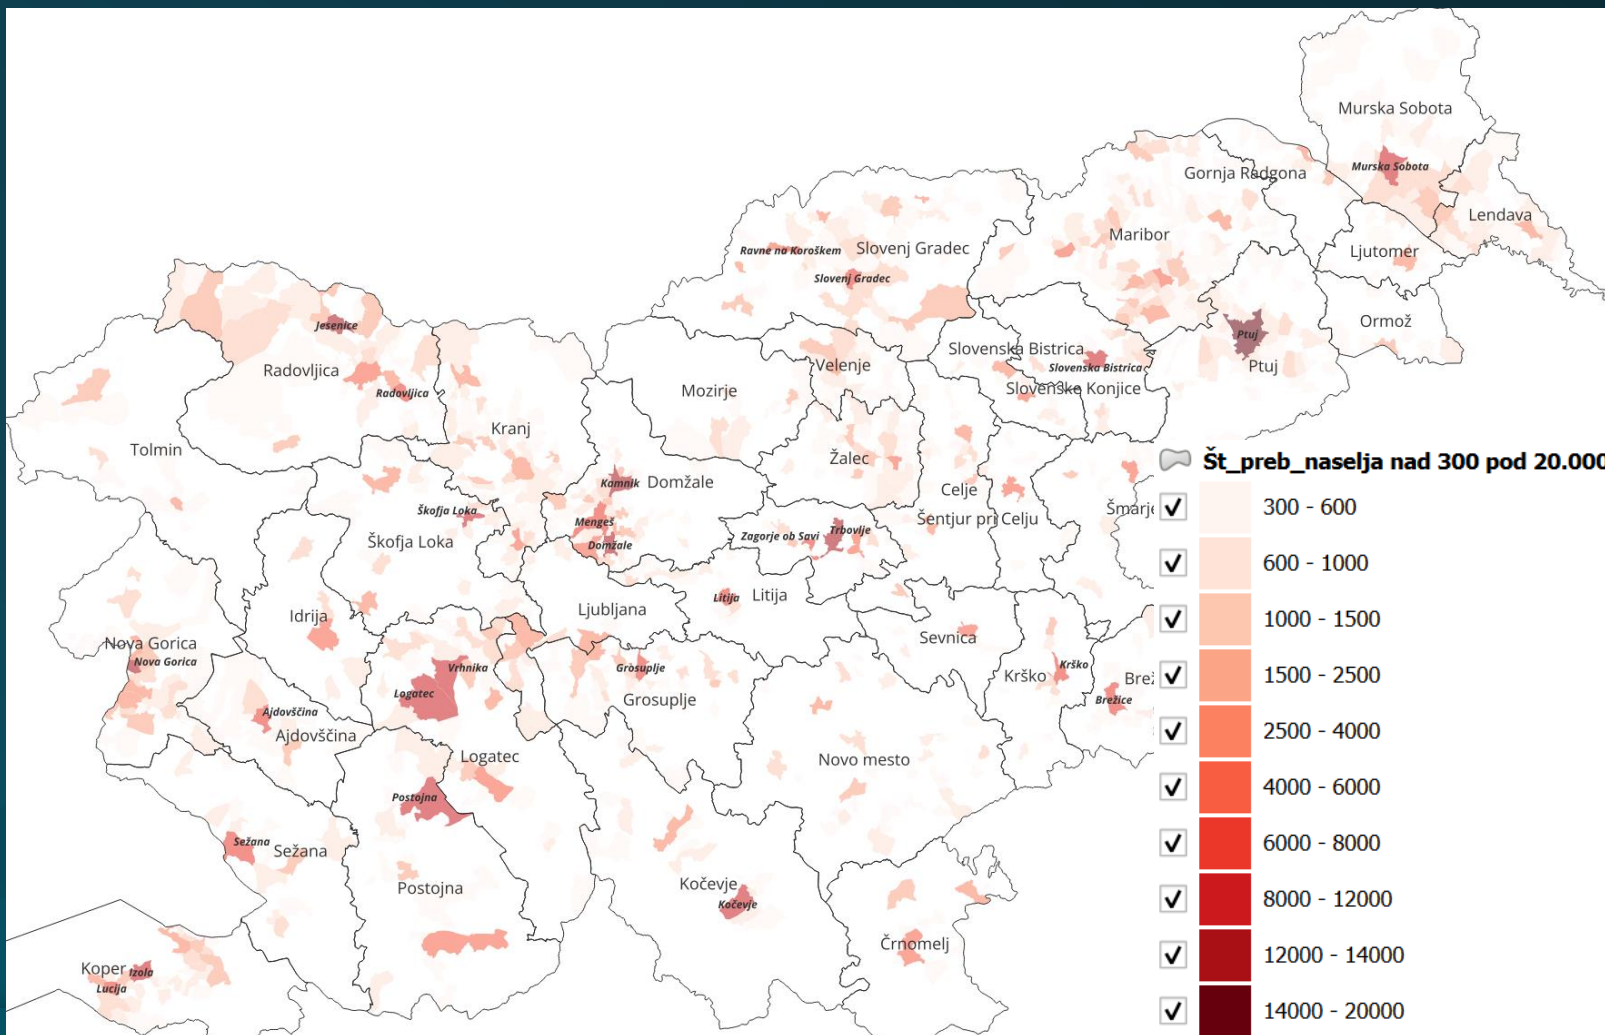 Murska Sobota
Murska Sobota
Gornja Radgona
Lendava
Maribor
Ljutomer
Ravne na Koroškem
Slovenj Gradec
Slovenj Gradec
Ormož
Jesenice
Ptuj
Ptuj
Slovenska Bistrica
Slovenska Bistrica
Velenje
Radovljica
Radovljica
Mozirje
Slovenske Konjice
Kranj
Tolmin
Žalec
Kamnik
Domžale
Celje
Škofja Loka
Mengeš
Šentjur pri Celju
Šmarje
Škofja Loka
Domžale
Zagorje ob Savi
Trbovlje
Litija
Litija
Ljubljana
Idrija
Sevnica
Nova Gorica
Nova Gorica
Vrhnika
Grosuplje
Grosuplje
Krško
Krško
Brež
Brežice
Logatec
Ajdovščina
Ajdovščina
Logatec
Novo mesto
Postojna
Sežana
Sežana
Postojna
Kočevje
Kočevje
Črnomelj
Koper
Izola
Lucija
Št_preb_naselja nad 300 pod 20.000
300 - 600
600 - 1000
1000 - 1500
1500 - 2500
2500 - 4000
4000 - 6000
6000 - 8000
8000 - 12000
12000 - 14000
14000 - 20000